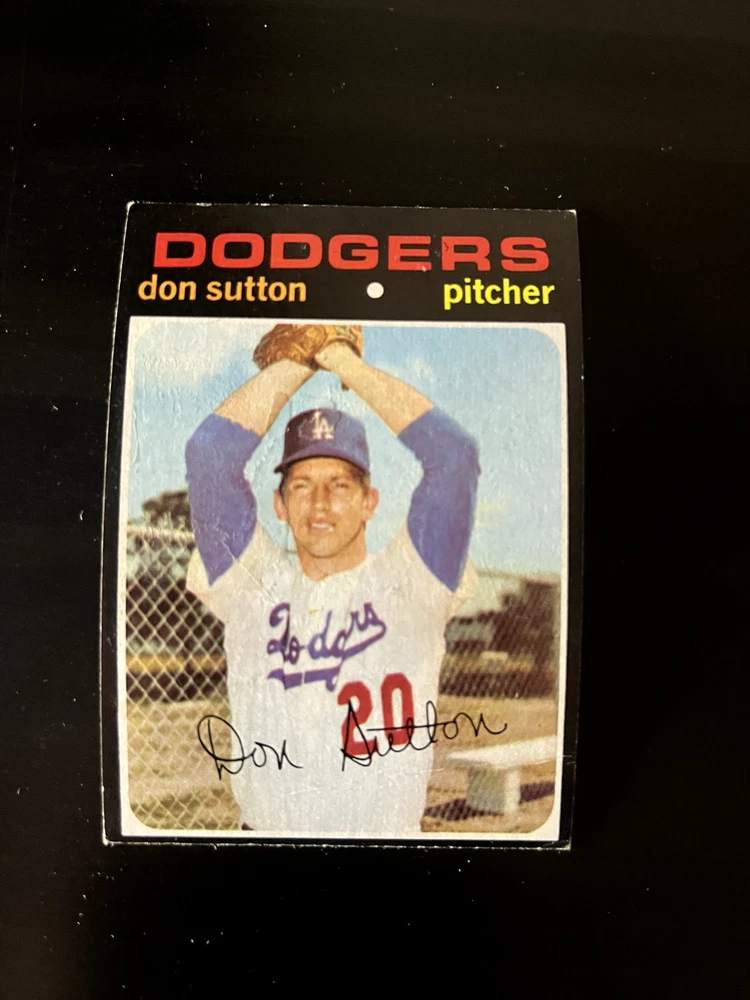 DODGERS
don sutton • pitcher
LA
Dodgers
20
Don Sutton